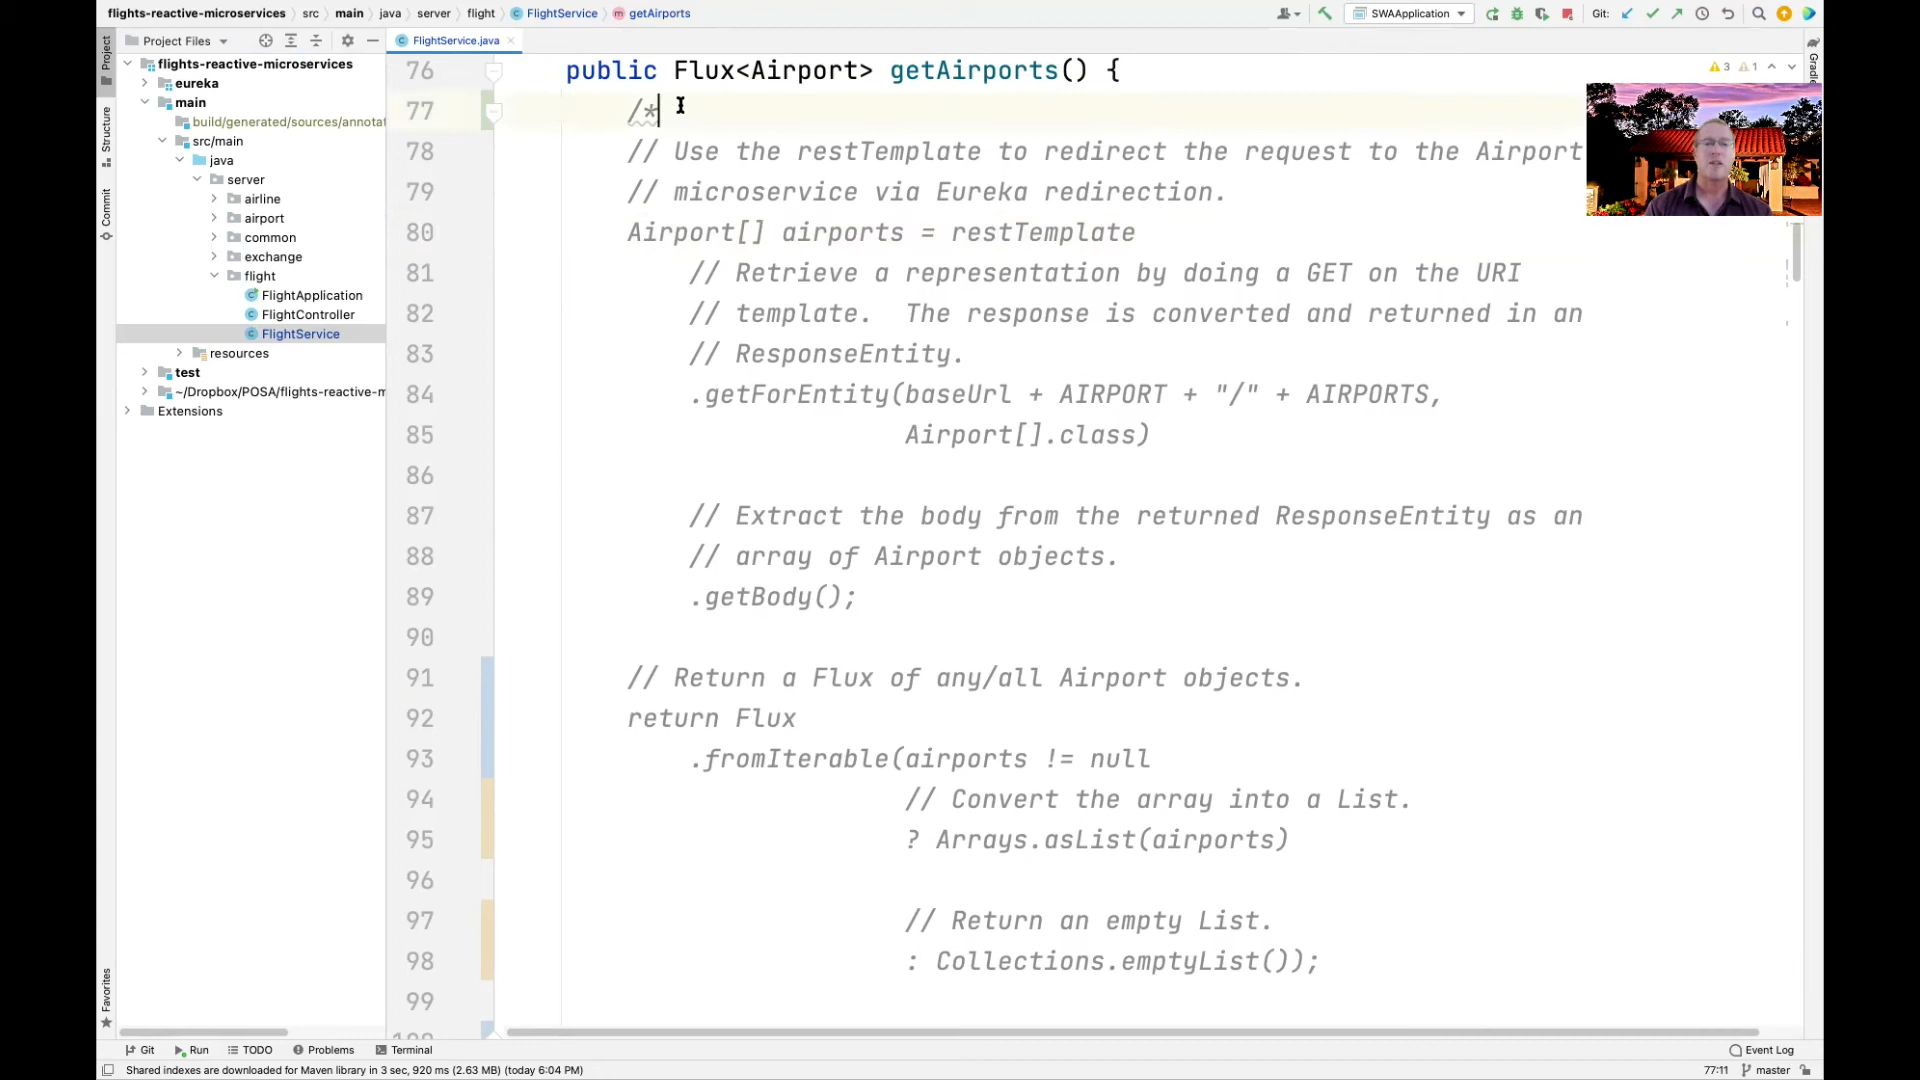 flights-reactive-microservices › src › main › java › server › flight › FlightService › getAirports
SWAApplication
Git:
Project Files
FlightService.java
Project
Structure
Commit
Favorites
Gradle
flights-reactive-microservices
eureka
main
build/generated/sources/annotat
src/main
java
server
airline
airport
common
exchange
flight
FlightApplication
FlightController
FlightService
resources
test
~/Dropbox/POSA/flights-reactive-m
Extensions
3 1
76 public Flux<Airport> getAirports() {
77 /*
78 // Use the restTemplate to redirect the request to the Airport
79 // microservice via Eureka redirection.
80 Airport[] airports = restTemplate
81 // Retrieve a representation by doing a GET on the URI
82 // template.  The response is converted and returned in an
83 // ResponseEntity.
84 .getForEntity(baseUrl + AIRPORT + "/" + AIRPORTS,
85 Airport[].class)
86
87 // Extract the body from the returned ResponseEntity as an
88 // array of Airport objects.
89 .getBody();
90
91 // Return a Flux of any/all Airport objects.
92 return Flux
93 .fromIterable(airports != null
94 // Convert the array into a List.
95 ? Arrays.asList(airports)
96
97 // Return an empty List.
98 : Collections.emptyList());
99
Git Run TODO Problems Terminal Event Log
Shared indexes are downloaded for Maven library in 3 sec, 920 ms (2.63 MB) (today 6:04 PM) 77:11 master